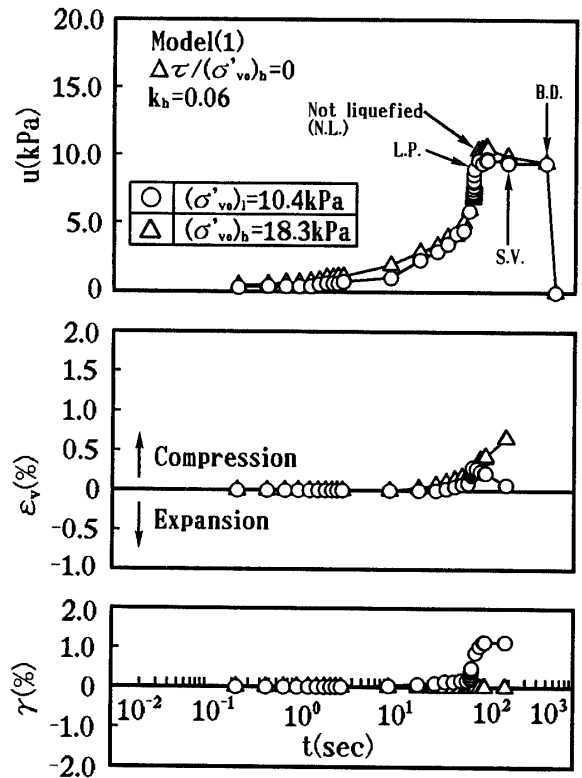 20.0
15.0
10.0
5.0
0
u(kPa)
Model(1)
Δτ/(σ'v0)h=0
kh=0.06
Not liquefied
(N.L.)
L.P.
B.D.
S.V.
○ (σ'v0)l=10.4kPa
△ (σ'v0)h=18.3kPa
2.0
1.5
1.0
0.5
0
-0.5
-1.0
εv(%)
Compression
Expansion
2.0
1.0
0
-1.0
-2.0
γ(%)
10-2 10-1 100 101 102 103
t(sec)